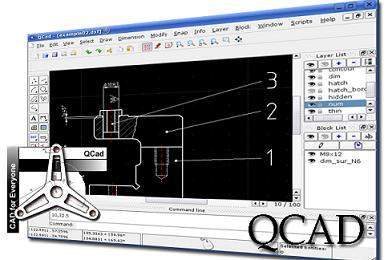 QCad - [example02.dxf]
File Edit View Select Draw Dimension Modify Snap Info Layer Block Window Scripts Help
Layer List
contour
dim
hatch
hatch_bord
hidden
num
thin
3
2
1
Block List
M8x12
dim_sur_N6
10 / 100
Command line
Command:
QCad
CAD for Everyone
QCAD